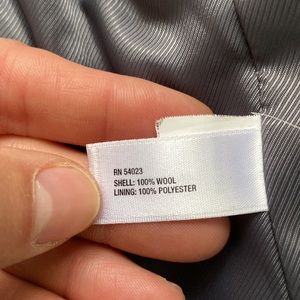 RN 54023
SHELL: 100% WOOL
LINING: 100% POLYESTER